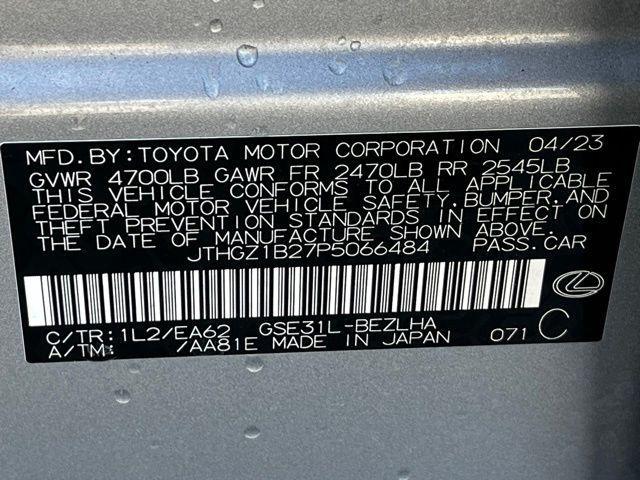 MFD.BY:TOYOTA MOTOR CORPORATION 04/23
GVWR 4700LB GAWR FR 2470LB RR 2545LB
THIS VEHICLE CONFORMS TO ALL APPLICABLE
FEDERAL MOTOR VEHICLE SAFETY,BUMPER,AND
THEFT PREVENTION STANDARDS IN EFFECT ON
THE DATE OF MANUFACTURE SHOWN ABOVE.
JTHGZ1B27P5066484 PASS.CAR
C/TR:1L2/EA62 GSE31L-BEZLHA
A/TM: /AA81E MADE IN JAPAN 071 C